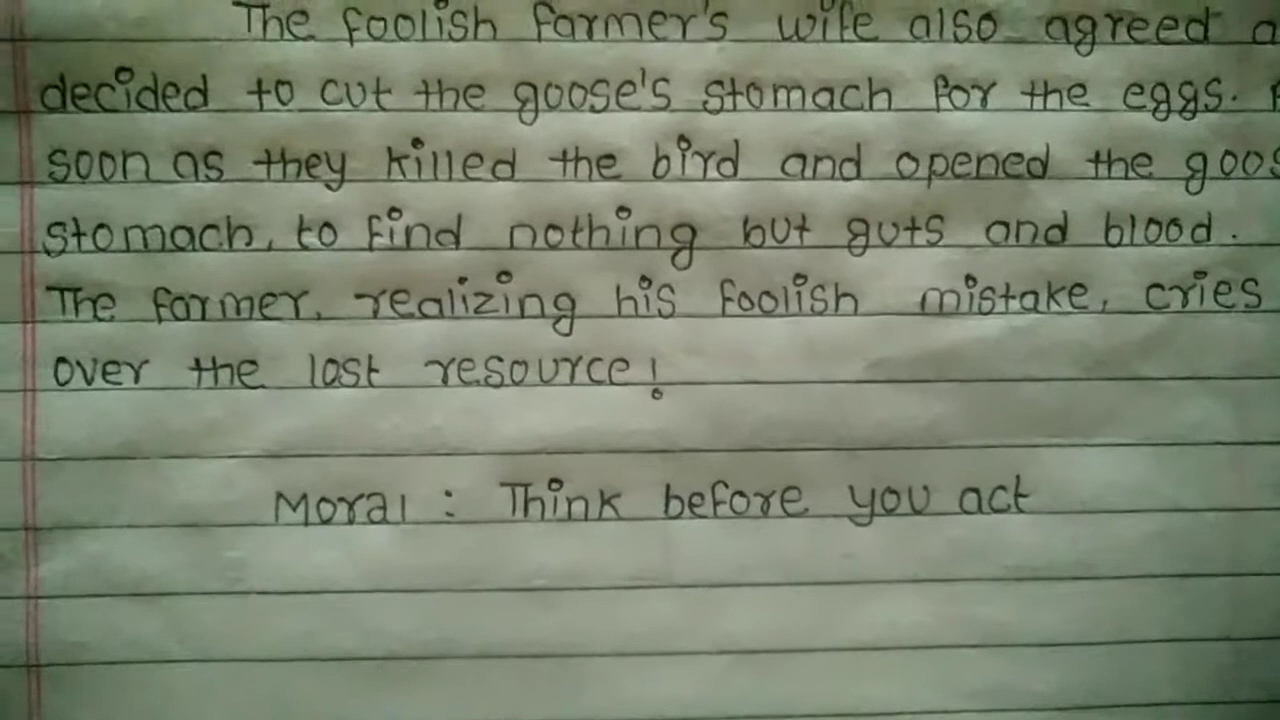 The foolish farmer's wife also agreed a
decided to cut the goose's stomach for the eggs.
soon as they killed the bird and opened the goos
stomach, to find nothing but guts and blood.
The farmer, realizing his foolish mistake, cries
over the lost resource!
Moral : Think before you act